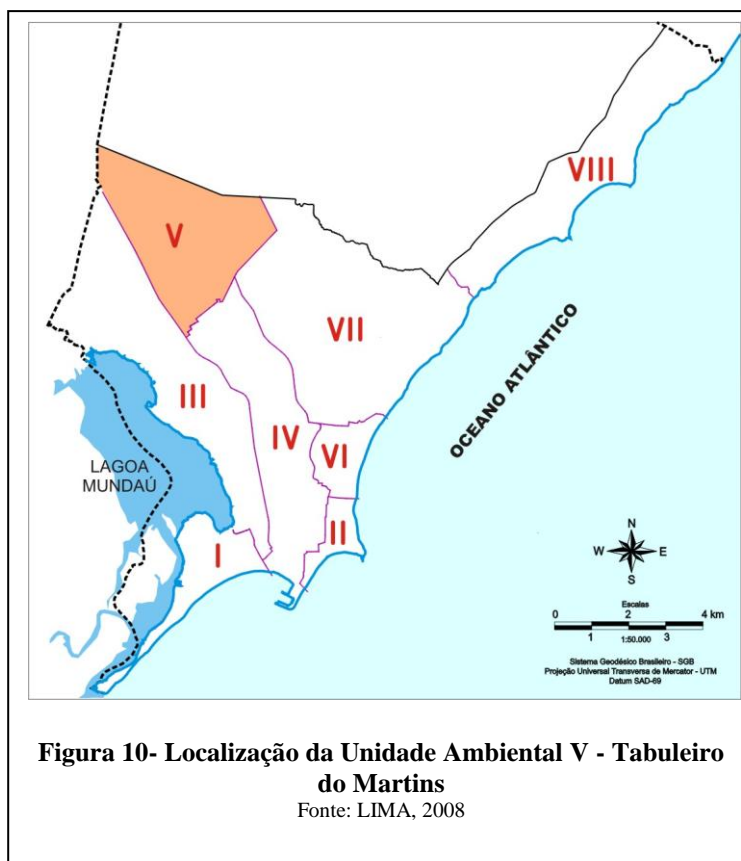 VIII
V
VII
OCEANO ATLÂNTICO
III
IV
VI
LAGOA
MUNDAÚ
II
I
N
W E
S
Escalas
0 2 4 km
1 3
1:50.000
Sistema Geodésico Brasileiro - SGB
Projeção Universal Transversa de Mercator - UTM
Datum SAD-69
Figura 10- Localização da Unidade Ambiental V - Tabuleiro
do Martins
Fonte: LIMA, 2008